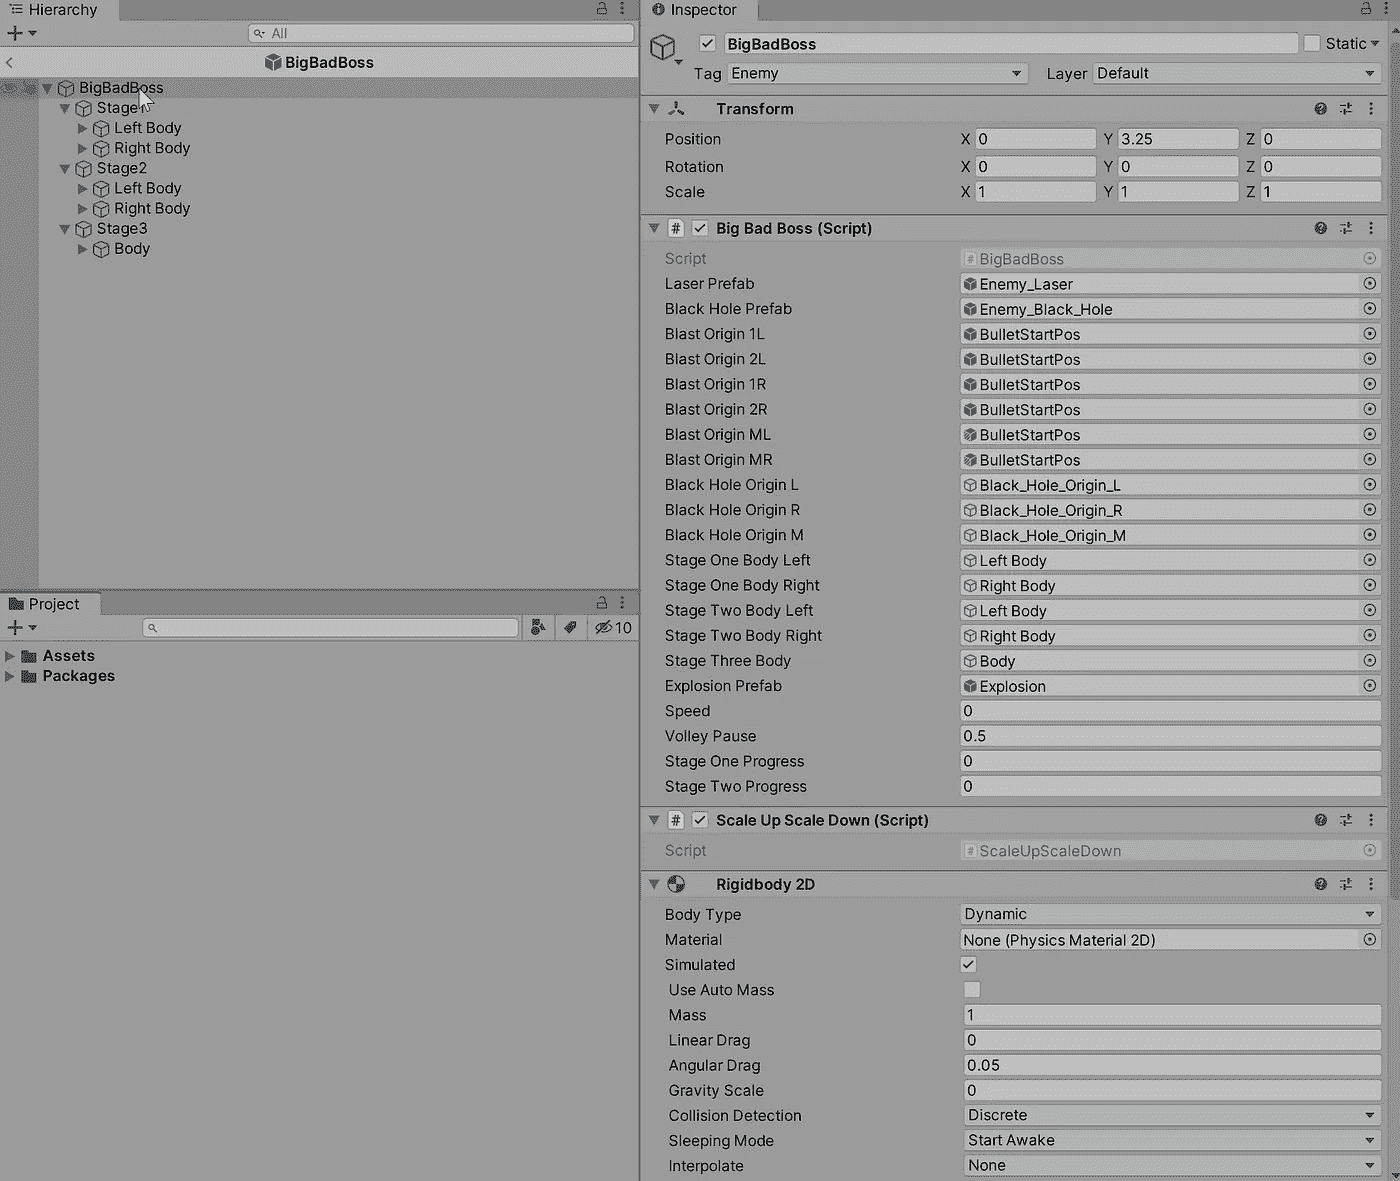 Hierarchy
All
BigBadBoss
BigBadBoss
Stage1
Left Body
Right Body
Stage2
Left Body
Right Body
Stage3
Body
Project
10
Assets
Packages
Inspector
BigBadBoss
Static
Tag Enemy Layer Default
Transform
Position X 0 Y 3.25 Z 0
Rotation X 0 Y 0 Z 0
Scale X 1 Y 1 Z 1
# Big Bad Boss (Script)
Script # BigBadBoss
Laser Prefab Enemy_Laser
Black Hole Prefab Enemy_Black_Hole
Blast Origin 1L BulletStartPos
Blast Origin 2L BulletStartPos
Blast Origin 1R BulletStartPos
Blast Origin 2R BulletStartPos
Blast Origin ML BulletStartPos
Blast Origin MR BulletStartPos
Black Hole Origin L Black_Hole_Origin_L
Black Hole Origin R Black_Hole_Origin_R
Black Hole Origin M Black_Hole_Origin_M
Stage One Body Left Left Body
Stage One Body Right Right Body
Stage Two Body Left Left Body
Stage Two Body Right Right Body
Stage Three Body Body
Explosion Prefab Explosion
Speed 0
Volley Pause 0.5
Stage One Progress 0
Stage Two Progress 0
# Scale Up Scale Down (Script)
Script # ScaleUpScaleDown
Rigidbody 2D
Body Type Dynamic
Material None (Physics Material 2D)
Simulated
Use Auto Mass
Mass 1
Linear Drag 0
Angular Drag 0.05
Gravity Scale 0
Collision Detection Discrete
Sleeping Mode Start Awake
Interpolate None